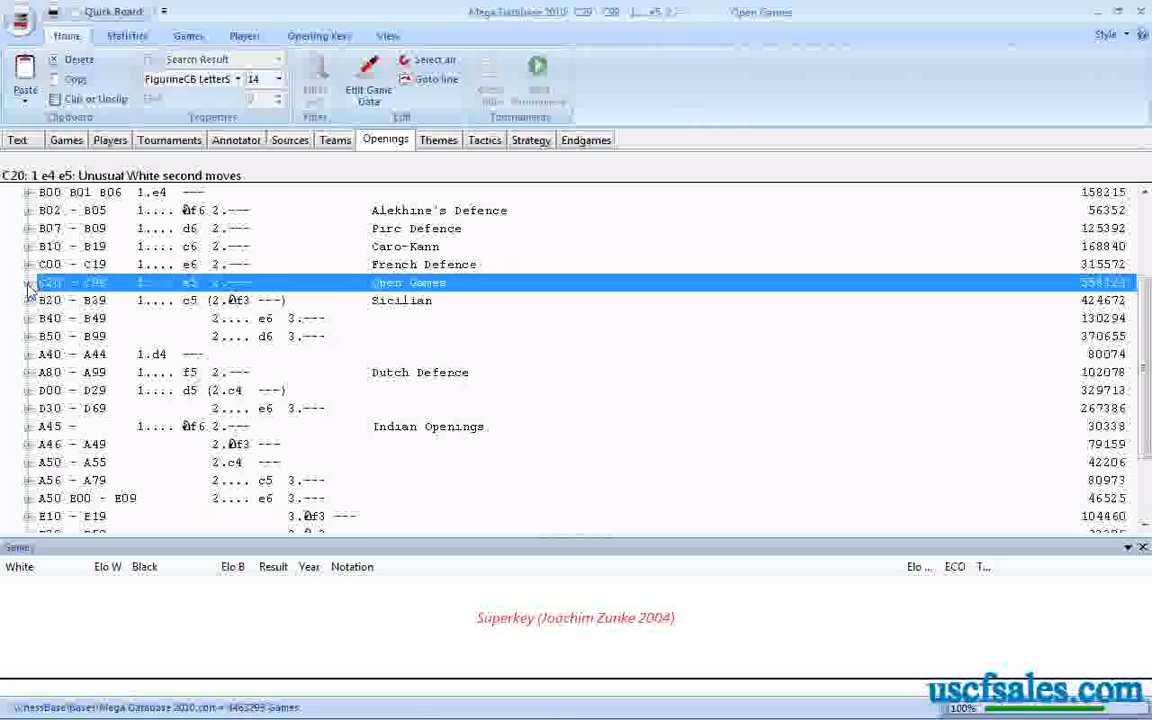 Quick Board
Mega Database 2010
Open Games
Home Statistics Games Players Opening Keys View
Style
Delete
Copy
Clip or Unclip
Paste
Clipboard
Search Result
FigurineCB LetterS 14
Properties
Filter
Edit Game Data
Select all
Goto line
Edit
Tournaments
Text Games Players Tournaments Annotator Sources Teams Openings Themes Tactics Strategy Endgames
C20: 1 e4 e5: Unusual White second moves
B00 B01 B06 1.e4 --- 158215
B02 - B05 1.... f6 2.--- Alekhine's Defence 56352
B07 - B09 1.... d6 2.--- Pirc Defence 125392
B10 - B19 1.... c6 2.--- Caro-Kann 168840
C00 - C19 1.... e6 2.--- French Defence 315572
Open Games
B20 - B39 1.... c5 (2.f3 ---) Sicilian 424672
B40 - B49 2.... e6 3.--- 130294
B50 - B99 2.... d6 3.--- 370655
A40 - A44 1.d4 --- 80074
A80 - A99 1.... f5 2.--- Dutch Defence 102078
D00 - D29 1.... d5 (2.c4 ---) 329713
D30 - D69 2.... e6 3.--- 267386
A45 - 1.... f6 2.--- Indian Openings 30338
A46 - A49 2.f3 --- 79159
A50 - A55 2.c4 --- 42206
A56 - A79 2.... c5 3.--- 80973
A50 E00 - E09 2.... e6 3.--- 46525
E10 - E19 3.f3 --- 104460
White Elo W Black Elo B Result Year Notation Elo ... ECO T...
Superkey (Joachim Zunke 2004)
uscfsales.com
100%